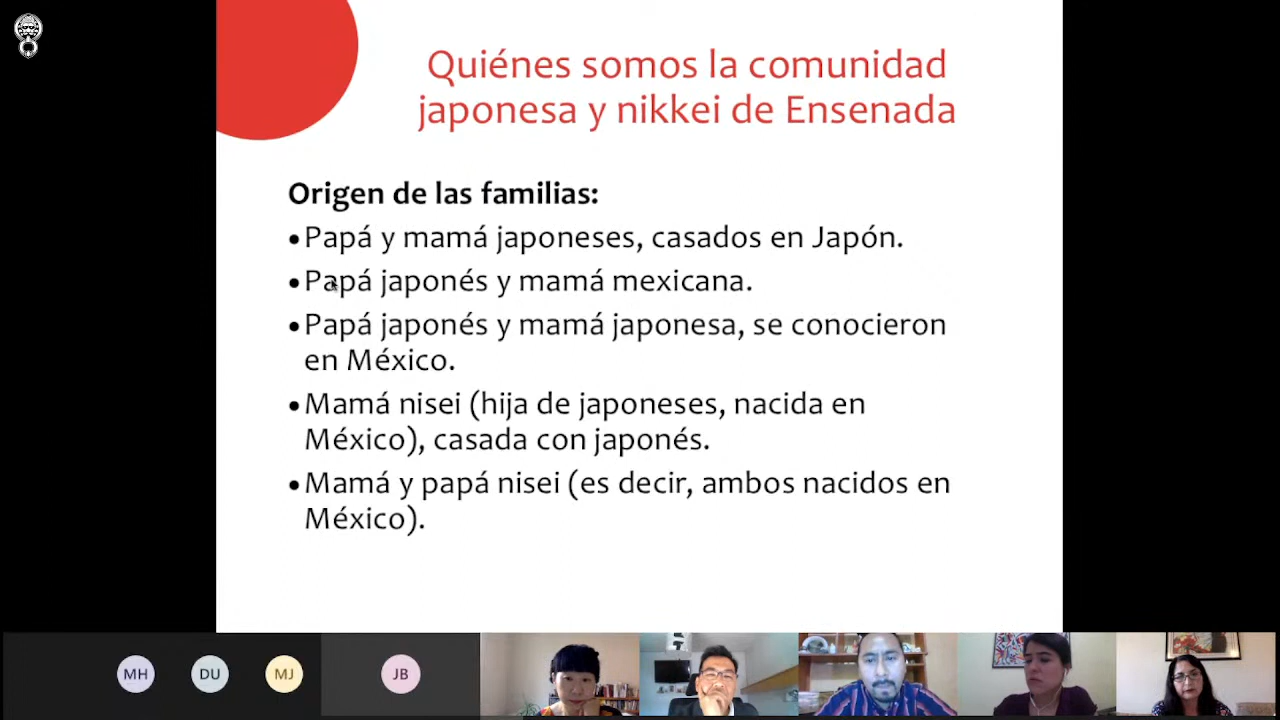 Quiénes somos la comunidad
japonesa y nikkei de Ensenada
Origen de las familias:
•Papá y mamá japoneses, casados en Japón.
•Papá japonés y mamá mexicana.
•Papá japonés y mamá japonesa, se conocieron
en México.
•Mamá nisei (hija de japoneses, nacida en
México), casada con japonés.
•Mamá y papá nisei (es decir, ambos nacidos en
México).
MH DU MJ JB